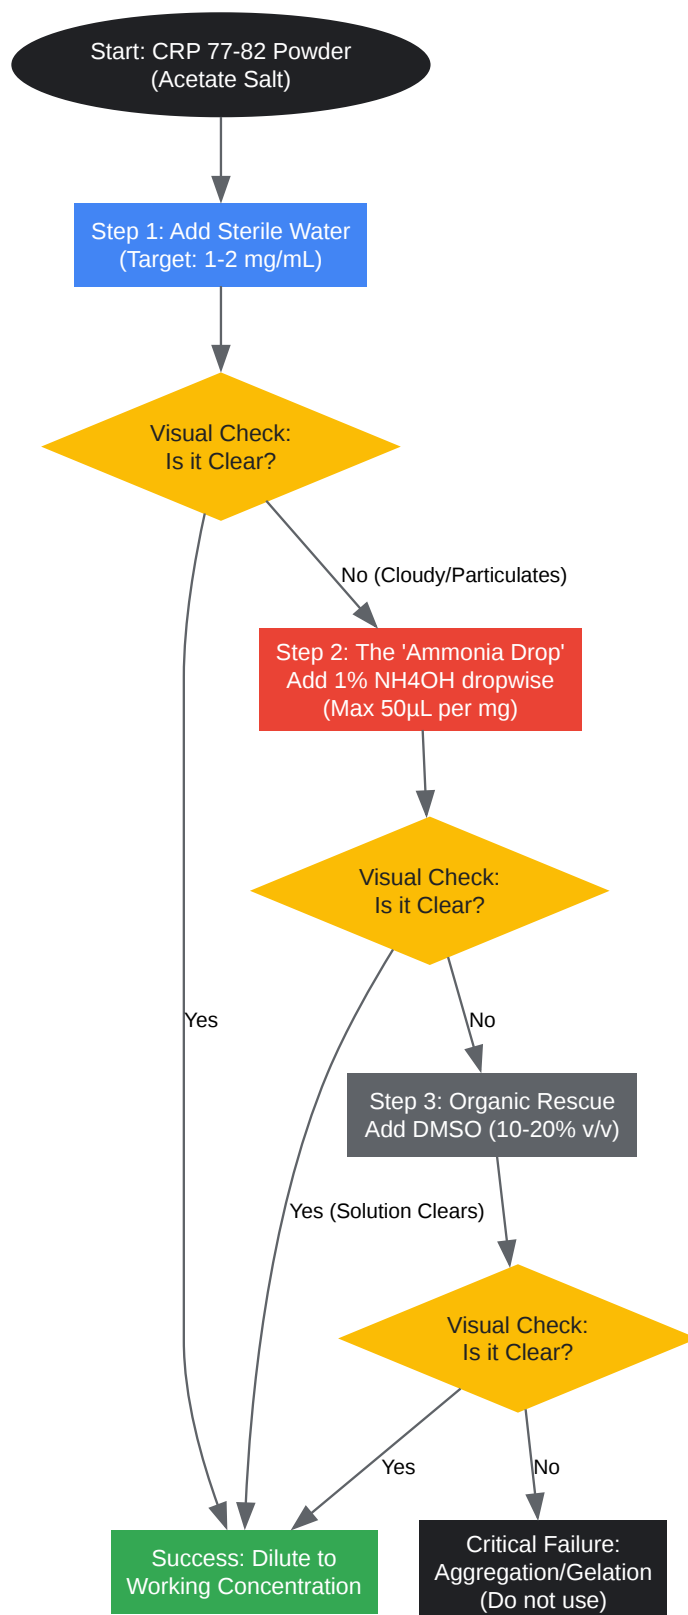 Start: CRP 77-82 Powder
(Acetate Salt)
Step 1: Add Sterile Water
(Target: 1-2 mg/mL)
Visual Check:
Is it Clear?
No (Cloudy/Particulates)
Step 2: The 'Ammonia Drop'
Add 1% NH4OH dropwise
(Max 50µL per mg)
Visual Check:
Is it Clear?
Yes
No
Step 3: Organic Rescue
Add DMSO (10-20% v/v)
Yes (Solution Clears)
Visual Check:
Is it Clear?
Yes
No
Success: Dilute to
Working Concentration
Critical Failure:
Aggregation/Gelation
(Do not use)